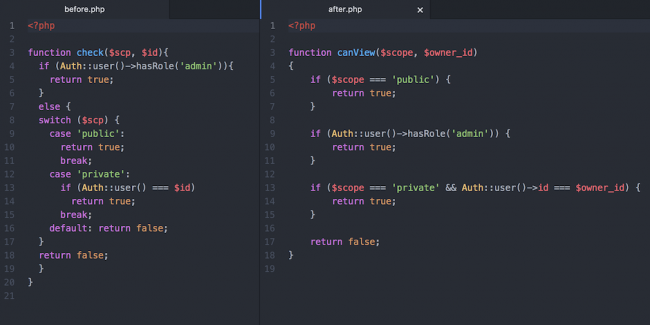 before.php
1 <?php
2
3 function check($scp, $id){
4   if (Auth::user()->hasRole('admin')){
5     return true;
6   }
7   else {
8   switch ($scp) {
9     case 'public':
10       return true;
11       break;
12     case 'private':
13       if (Auth::user() === $id)
14         return true;
15       break;
16     default: return false;
17   }
18   return false;
19   }
20 }
21
after.php ×
1 <?php
2
3 function canView($scope, $owner_id)
4 {
5     if ($scope === 'public') {
6         return true;
7     }
8
9     if (Auth::user()->hasRole('admin')) {
10         return true;
11     }
12
13     if ($scope === 'private' && Auth::user()->id === $owner_id) {
14         return true;
15     }
16
17     return false;
18 }
19